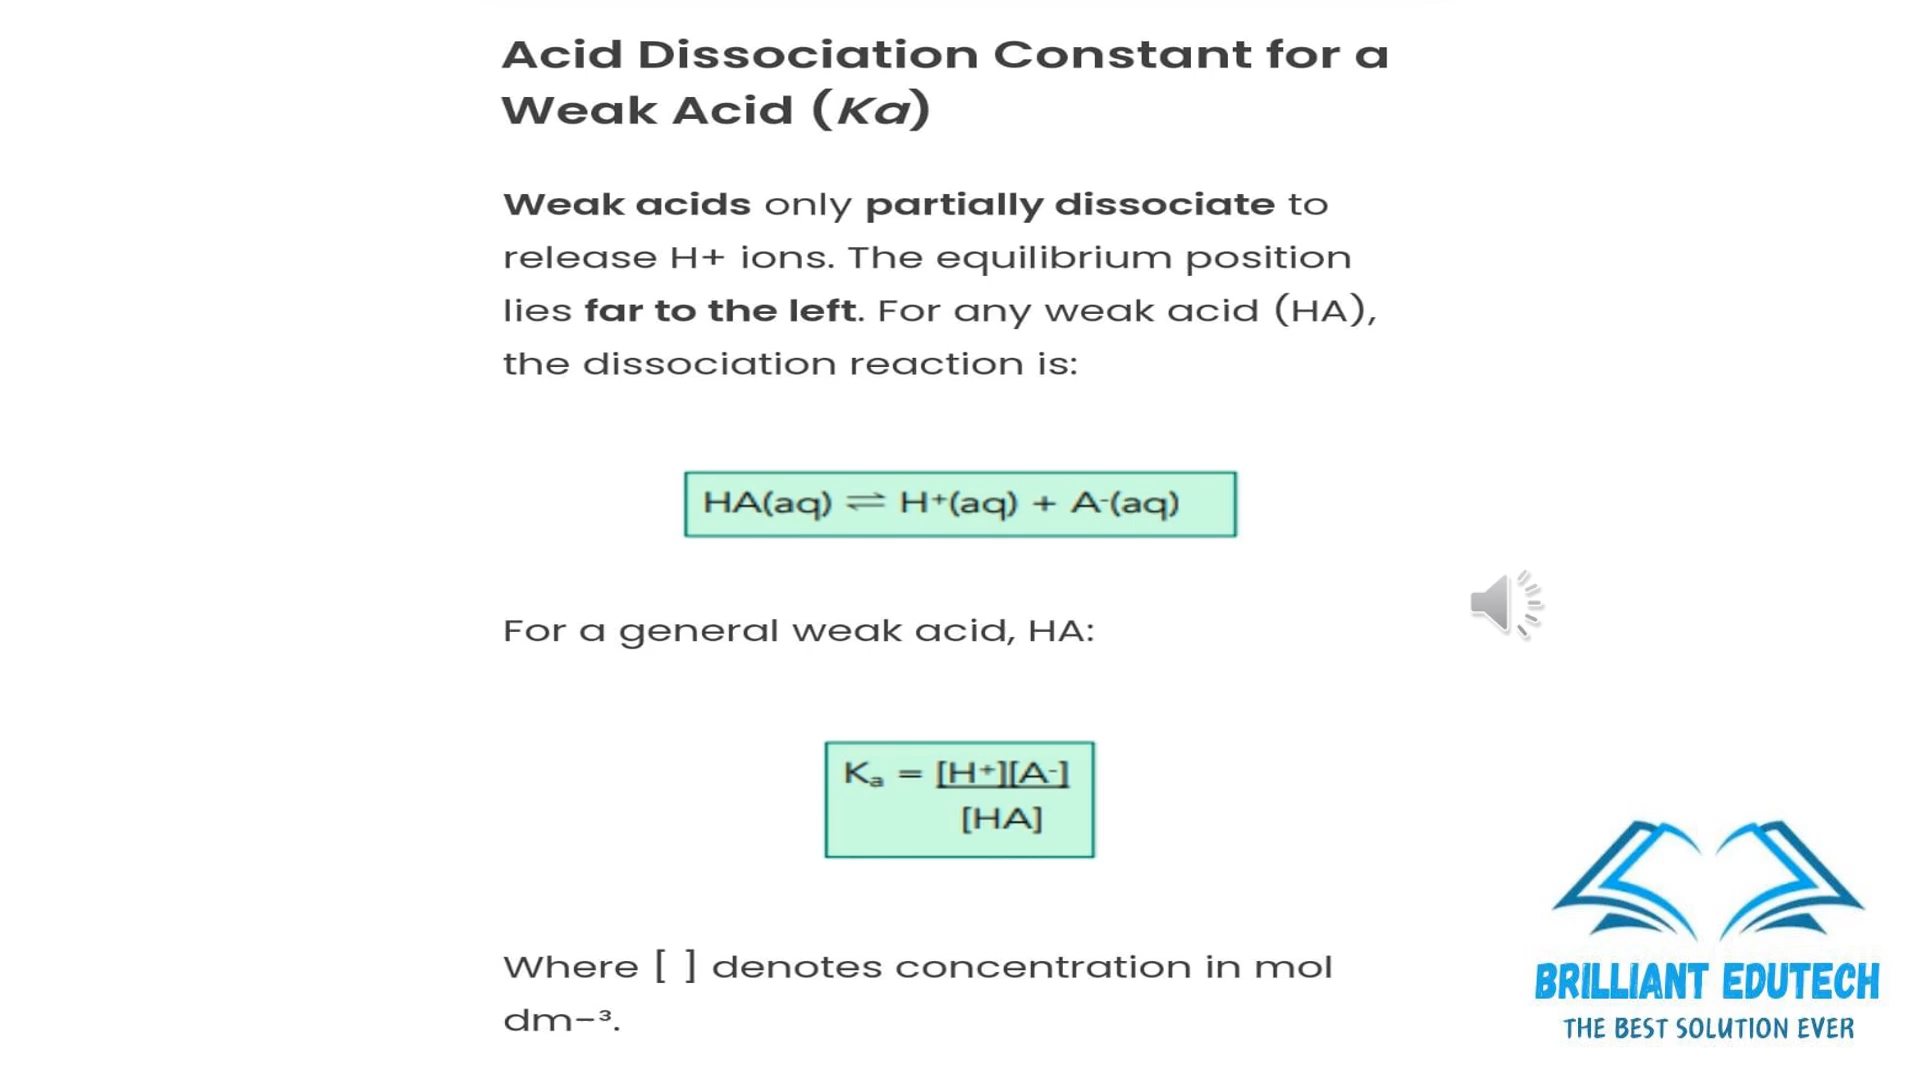 Acid Dissociation Constant for a
Weak Acid (Ka)
Weak acids only partially dissociate to
release H+ ions. The equilibrium position
lies far to the left. For any weak acid (HA),
the dissociation reaction is:
HA(aq) ⇌ H⁺(aq) + A⁻(aq)
For a general weak acid, HA:
Kₐ = [H⁺][A⁻]
[HA]
Where [ ] denotes concentration in mol
dm–³.
BRILLIANT EDUTECH
THE BEST SOLUTION EVER